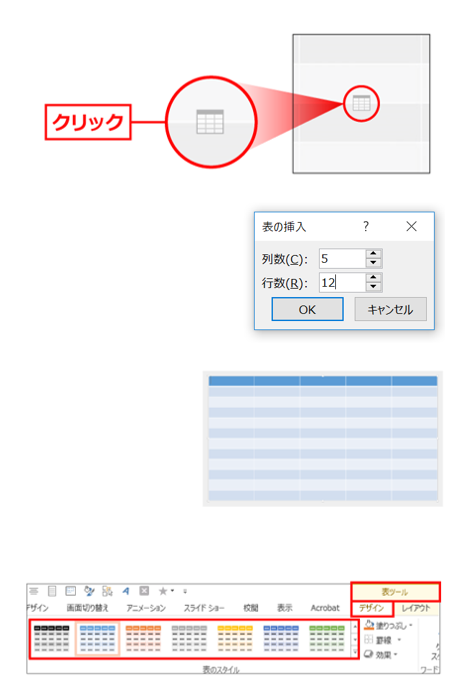 クリック
表の挿入 ?
列数(C): 5
行数(R): 12
OK キャンセル
表ツール
デザイン 画面切り替え アニメーション スライド ショー 校閲 表示 Acrobat デザイン レイアウト
塗りつぶし
罫線
効果
表のスタイル ワード